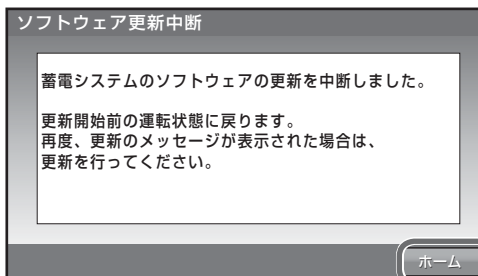 ソフトウェア更新中断
蓄電システムのソフトウェアの更新を中断しました。
更新開始前の運転状態に戻ります。
再度、更新のメッセージが表示された場合は、
更新を行ってください。
ホーム